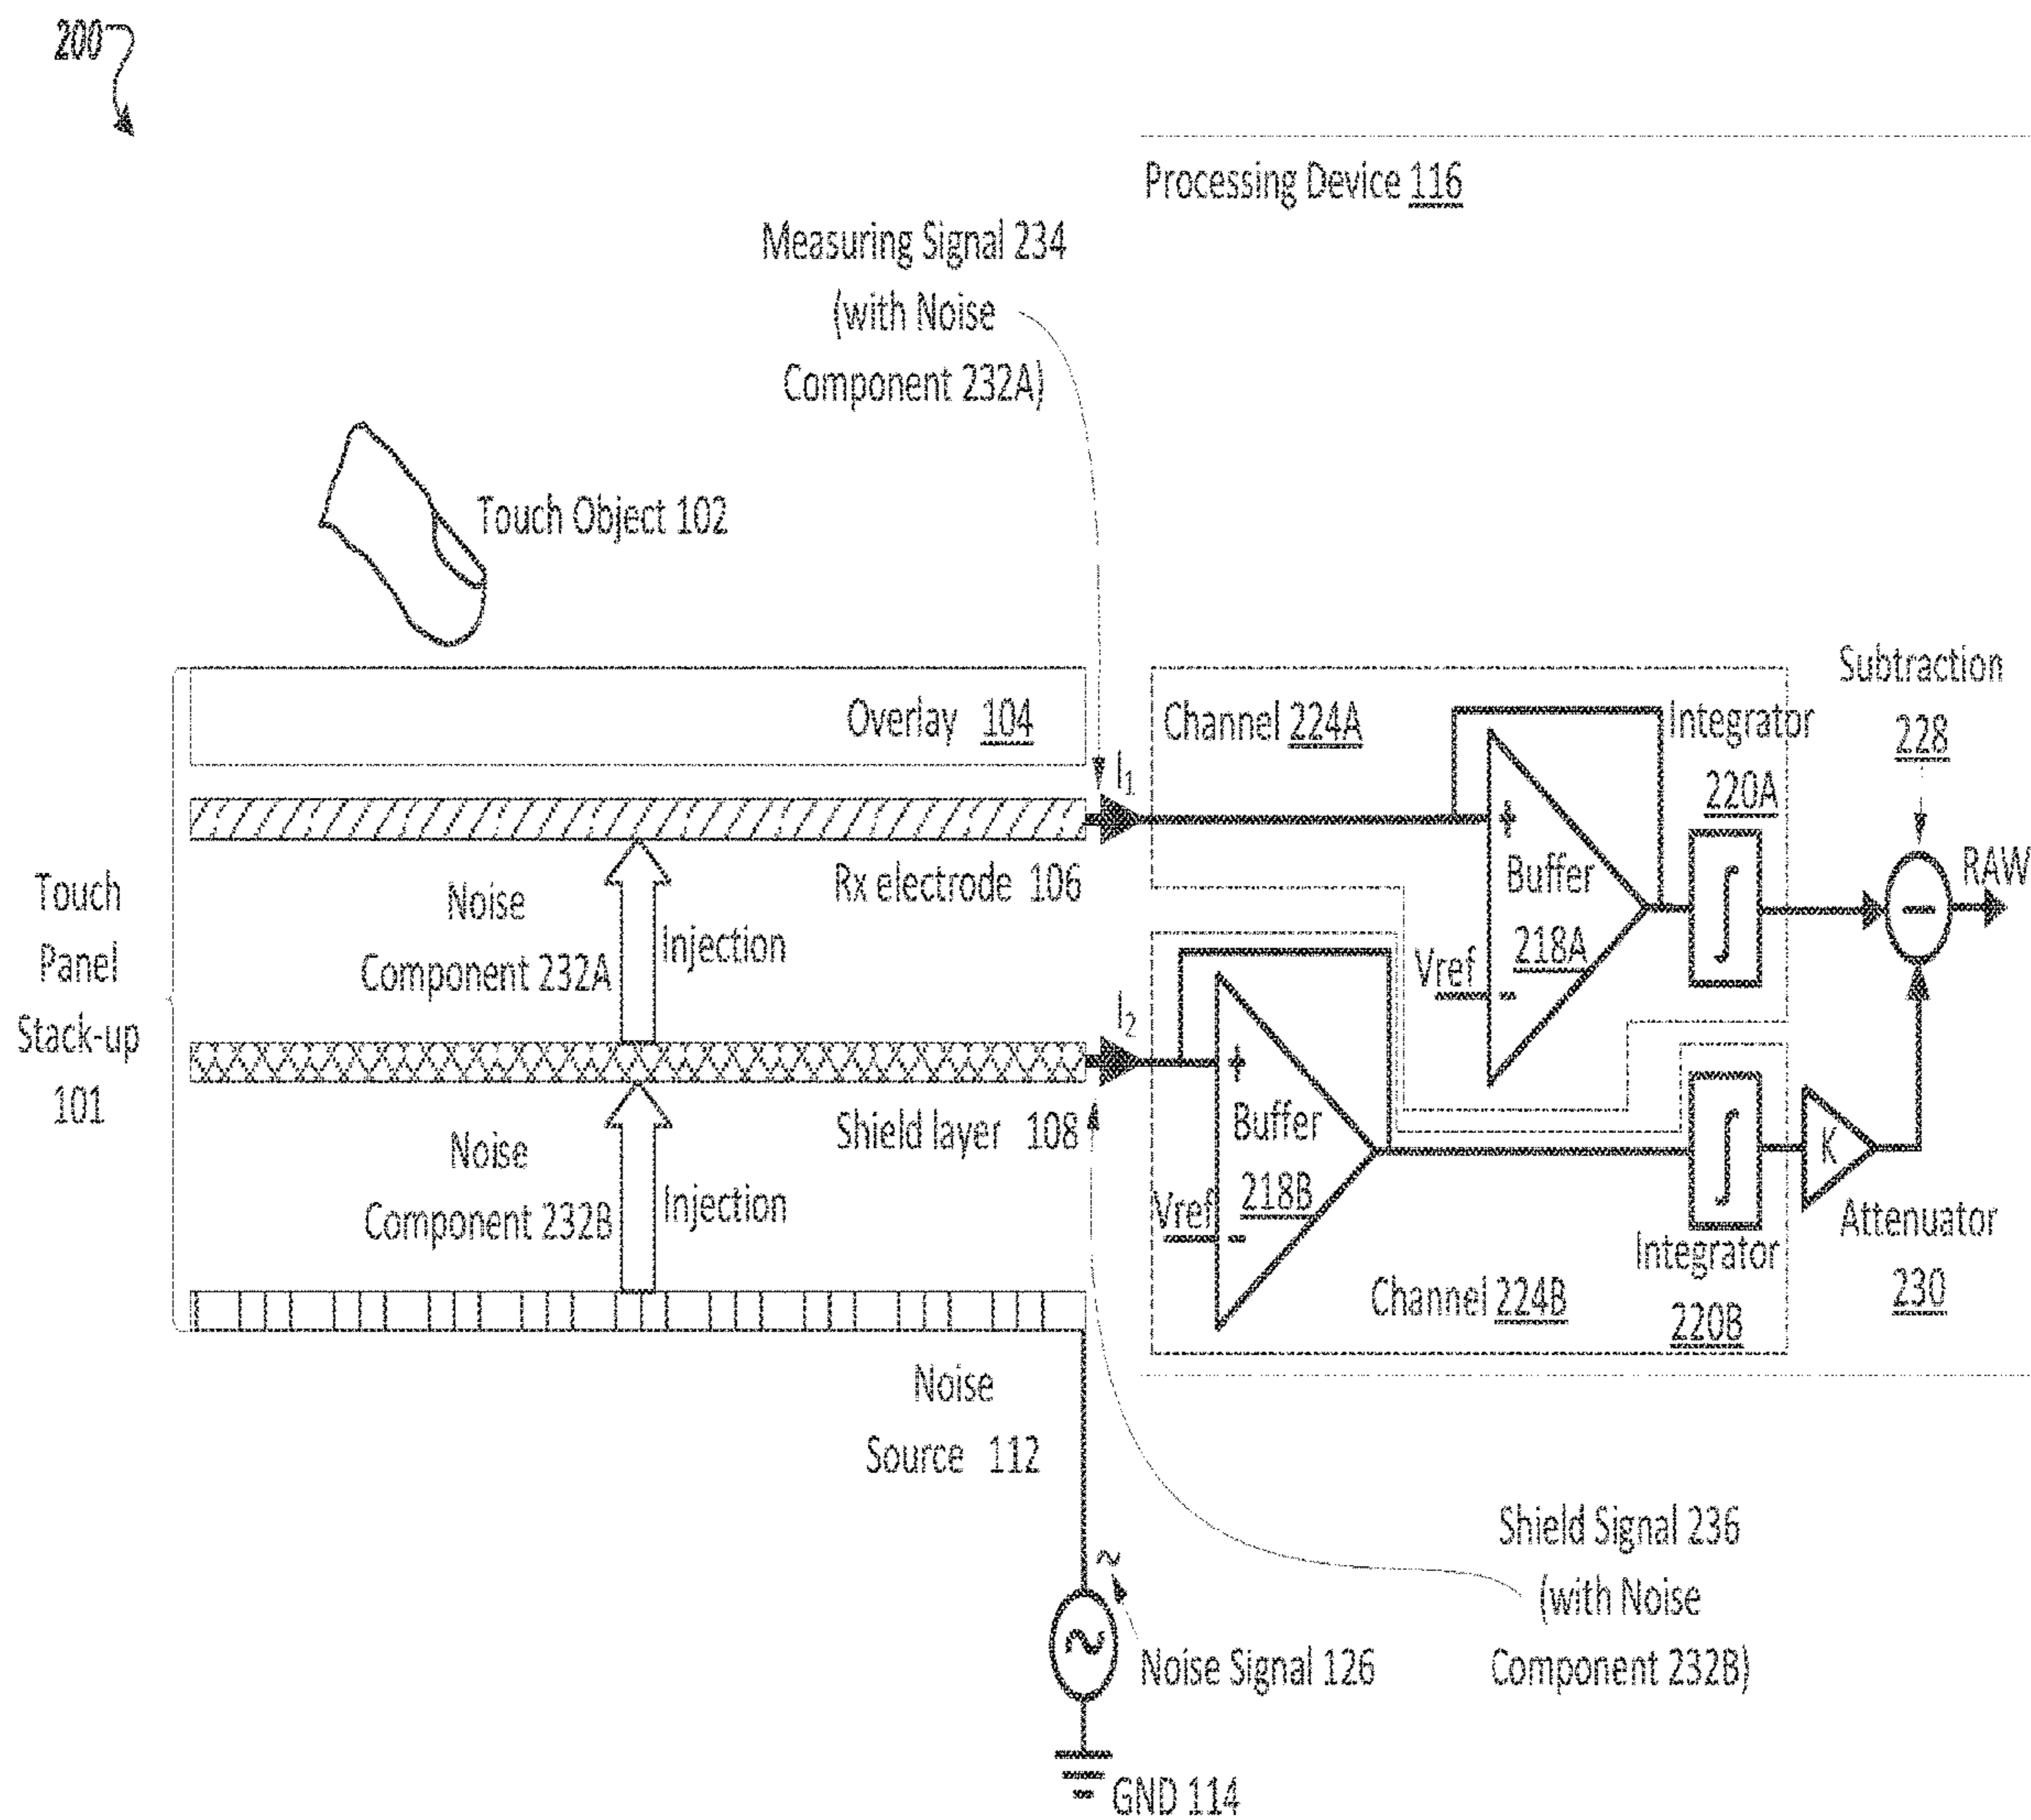 200
Processing Device 116
Measuring Signal 234
(with Noise
Component 232A)
Touch Object 102
Subtraction
228
Overlay 104
Channel 224A
Integrator
220A
I1
+
Buffer
218A
Vref
-
RAW
Rx electrode 106
Noise
Component 232A
Injection
Touch
Panel
Stack-up
101
I2
+
Buffer
218B
Vref
-
Shield layer 108
Noise
Component 232B
Injection
K
Attenuator
230
Integrator
220B
Channel 224B
Noise
Source 112
Shield Signal 236
(with Noise
Component 232B)
Noise Signal 126
GND 114